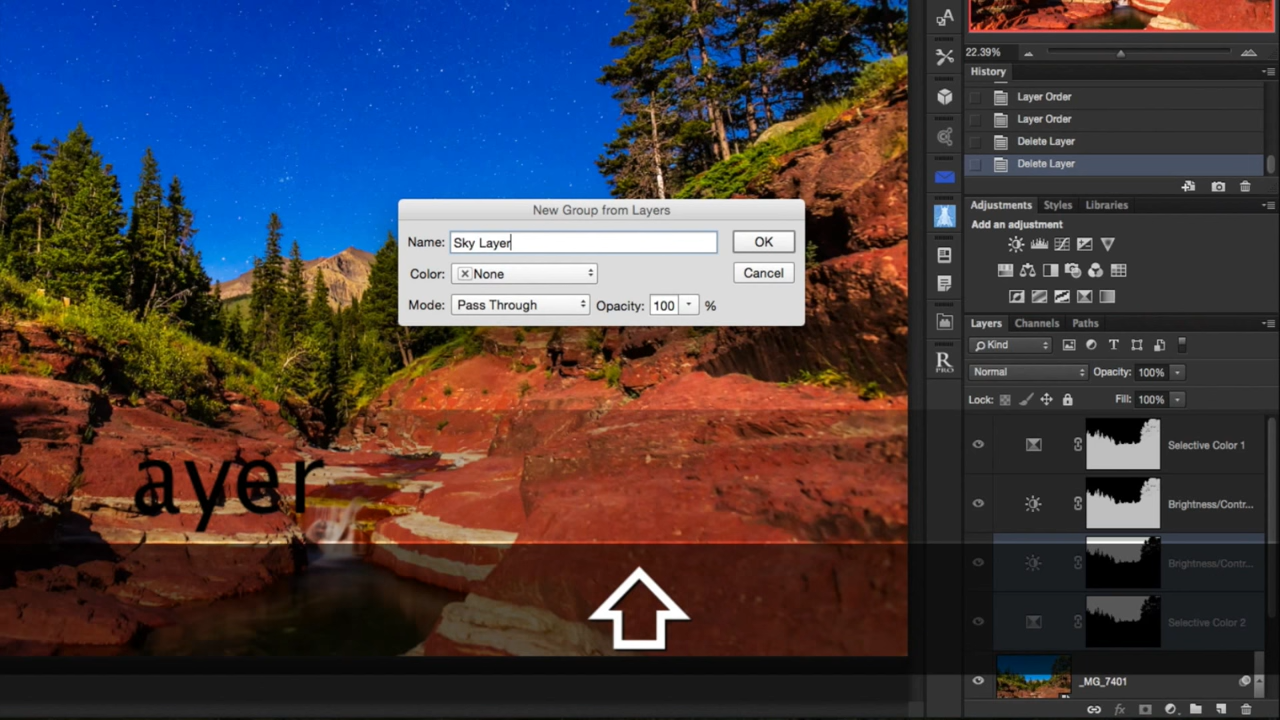 22.39%
History
Layer Order
Layer Order
Delete Layer
Delete Layer
Adjustments Styles Libraries
Add an adjustment
New Group from Layers
Name: Sky Layer OK
Color: None Cancel
Mode: Pass Through Opacity: 100 %
R PRO
Layers Channels Paths
Kind
Normal Opacity: 100%
Lock: Fill: 100%
Selective Color 1
Brightness/Contr...
Brightness/Contr...
Selective Color 2
_MG_7401
fx
ayer